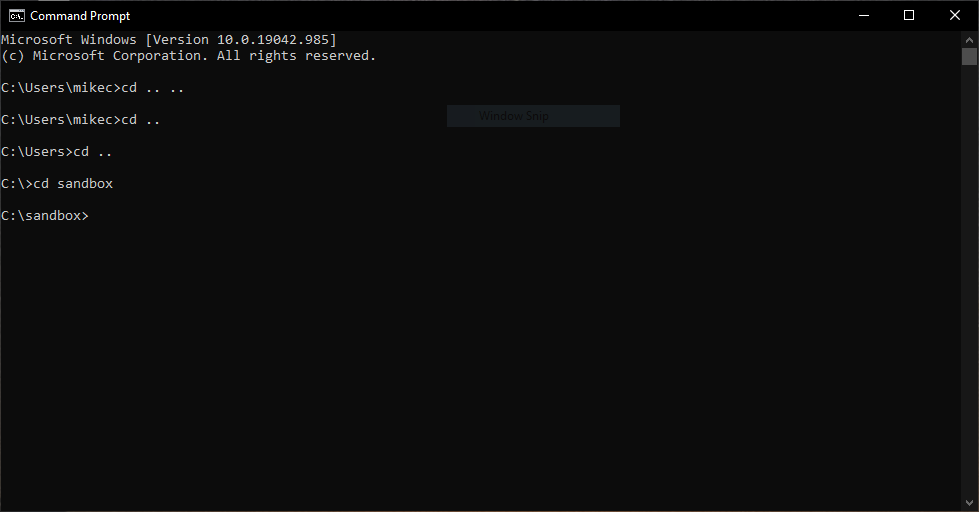 Command Prompt
Microsoft Windows [Version 10.0.19042.985]
(c) Microsoft Corporation. All rights reserved.
C:\Users\mikec>cd .. ..
C:\Users\mikec>cd ..
Window Snip
C:\Users>cd ..
C:\>cd sandbox
C:\sandbox>